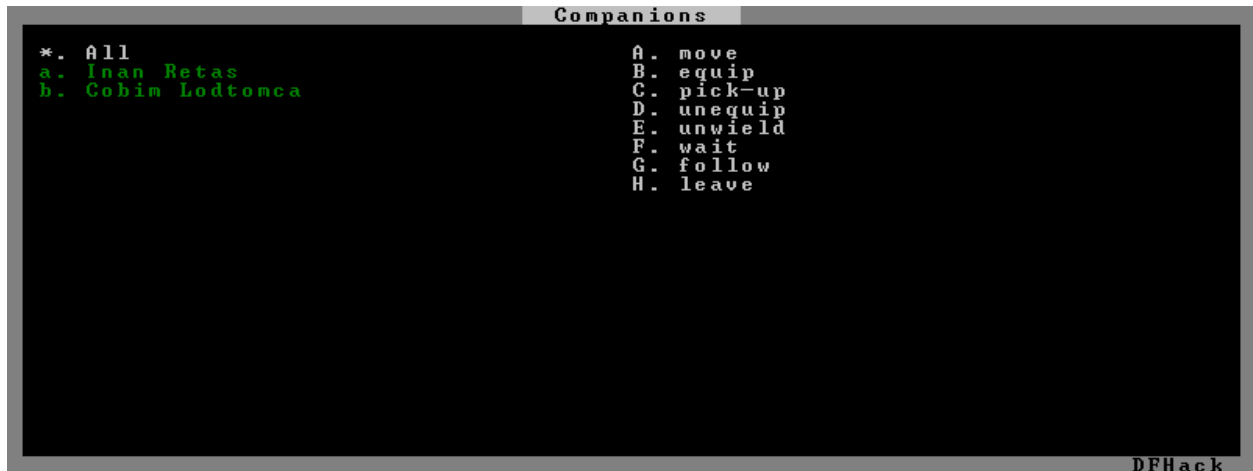 Companions
*. All
a. Inan Retas
b. Cobim Lodtomca
A. move
B. equip
C. pick-up
D. unequip
E. unwield
F. wait
G. follow
H. leave
DFHack